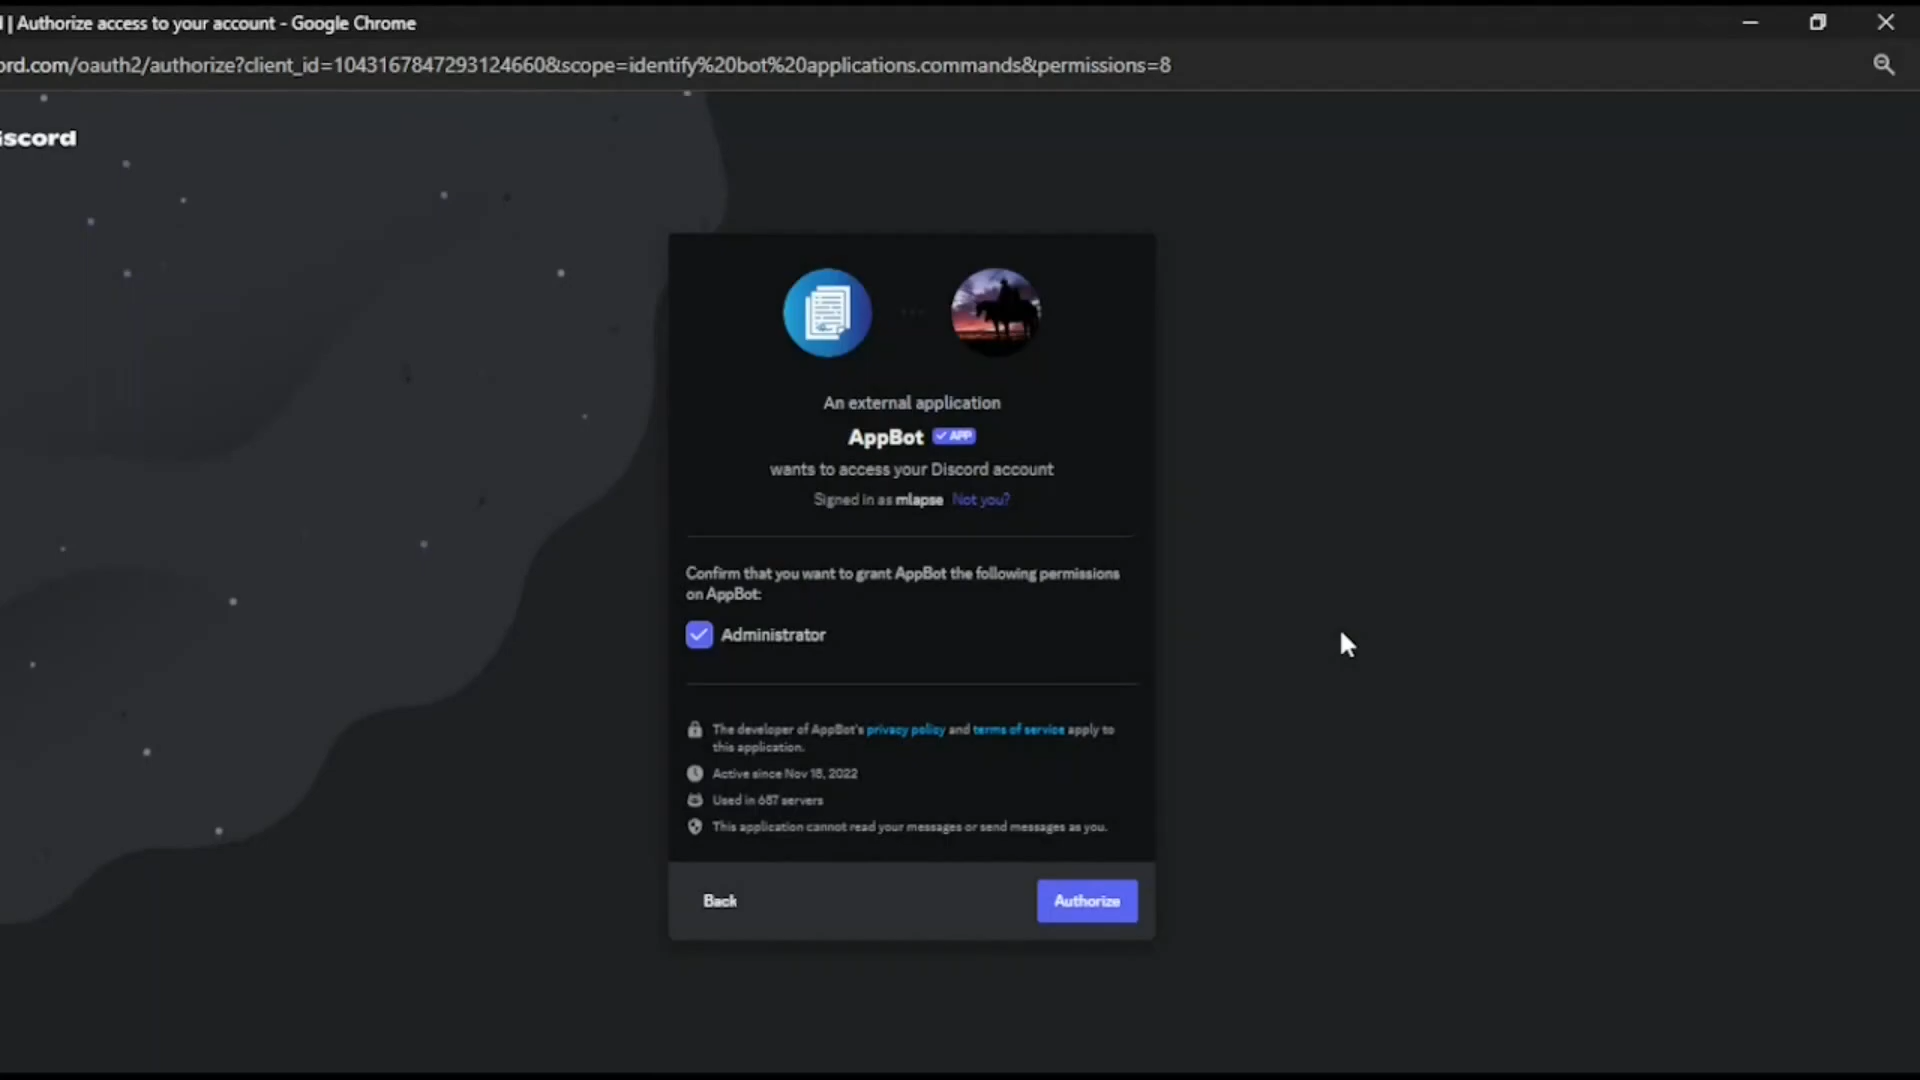 | Authorize access to your account - Google Chrome
ord.com/oauth2/authorize?client_id=1043167847293124660&scope=identify%20bot%20applications.commands&permissions=8
iscord
An external application
AppBot ✓ APP
wants to access your Discord account
Signed in as mlapse Not you?
Confirm that you want to grant AppBot the following permissions
on AppBot:
Administrator
The developer of AppBot's privacy policy and terms of service apply to
this application.
Active since Nov 18, 2022
Used in 687 servers
This application cannot read your messages or send messages as you.
Back
Authorize